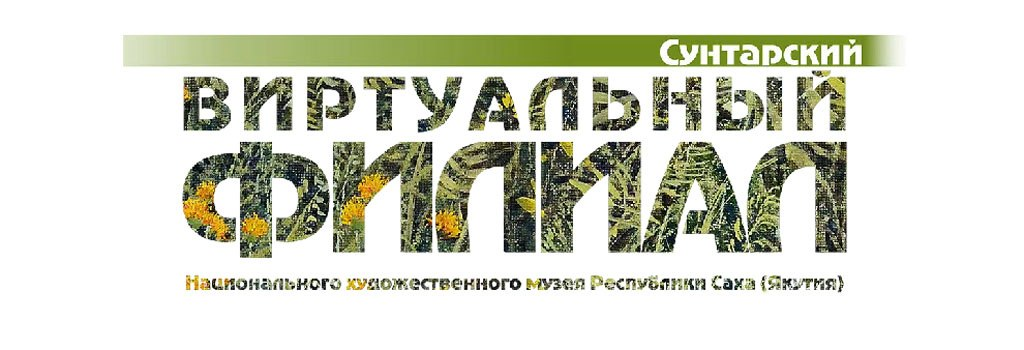 Сунтарский
ВИРТУАЛЬНЫЙ
ФИЛИАЛ
Национального художественного музея Республики Саха (Якутия)